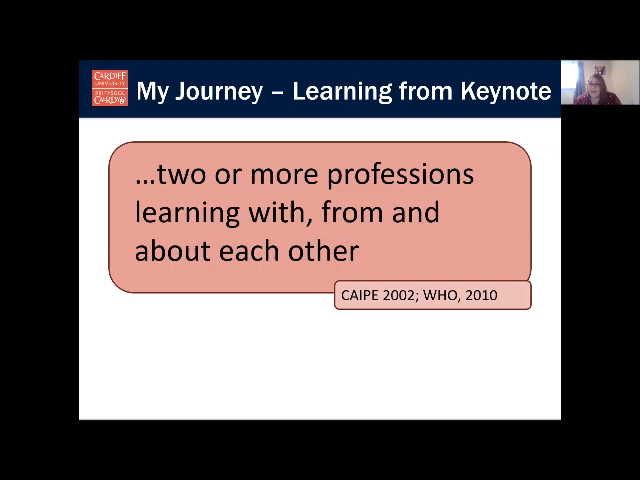 CARDIFF
UNIVERSITY
PRIFYSGOL
CAERDYDD
My Journey – Learning from Keynote
...two or more professions
learning with, from and
about each other
CAIPE 2002; WHO, 2010